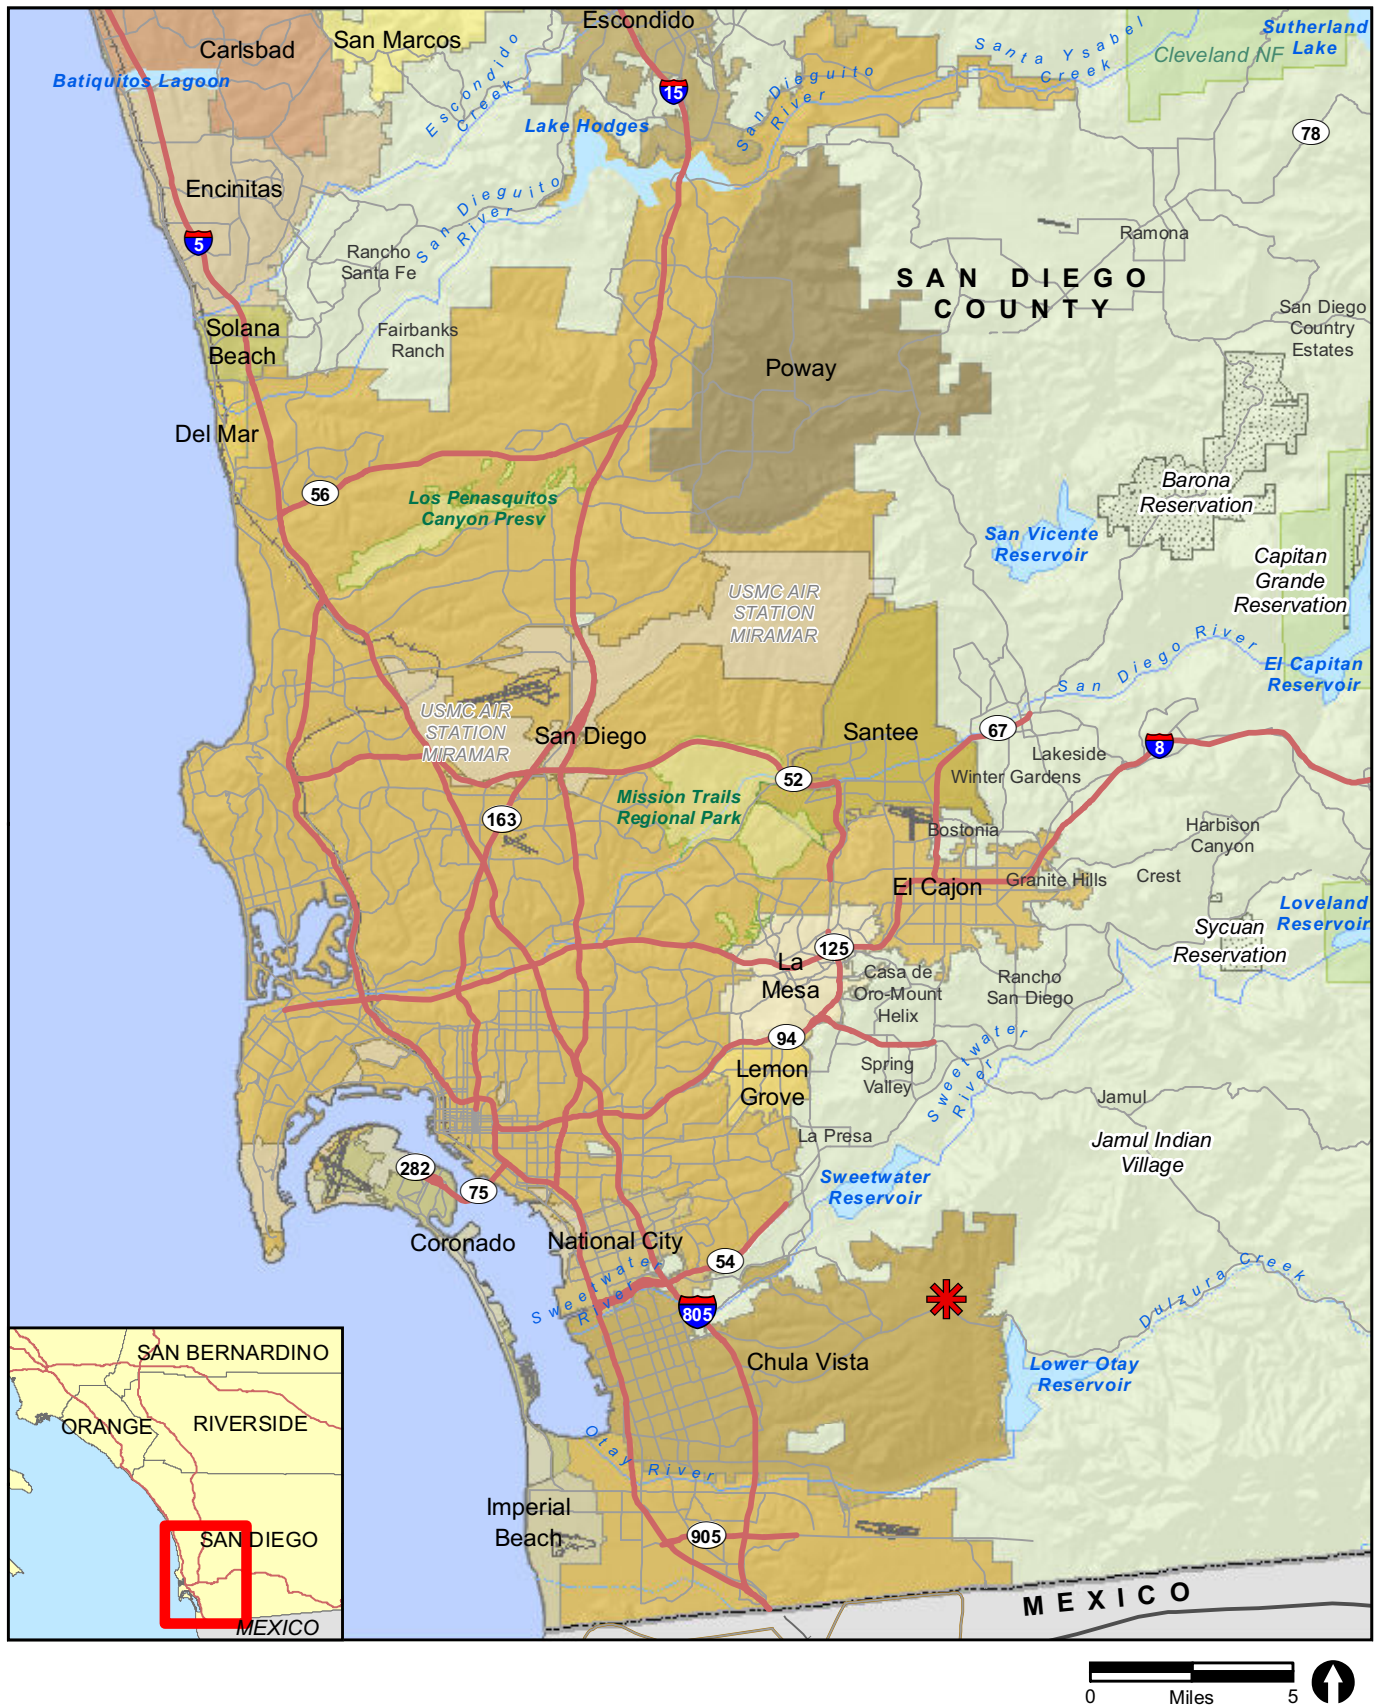 Escondido
Carlsbad
San Marcos
Batiquitos Lagoon
Escondido
Creek
15
Lake Hodges
San Dieguito
River
Santa Ysabel
Creek
Cleveland NF
Sutherland
Lake
78
Encinitas
San Dieguito
River
5
Rancho
Santa Fe
Ramona
SAN DIEGO
COUNTY
San Diego
Country
Estates
Solana
Beach
Fairbanks
Ranch
Poway
Del Mar
56
Los Penasquitos
Canyon Presv
Barona
Reservation
San Vicente
Reservoir
Capitan
Grande
Reservation
USMC AIR
STATION
MIRAMAR
San Diego River
El Capitan
Reservoir
USMC AIR
STATION
MIRAMAR
San Diego
Santee
67
Lakeside
8
Winter Gardens
52
Mission Trails
Regional Park
163
Bostonia
Harbison
Canyon
El Cajon
Granite Hills
Crest
Loveland
Reservoir
Sycuan
Reservation
125
La
Mesa
Casa de
Oro-Mount
Helix
Rancho
San Diego
94
Sweetwater
River
Lemon
Grove
Spring
Valley
Jamul
La Presa
Jamul Indian
Village
282
75
Sweetwater
Reservoir
Coronado
National City
54
Sweetwater
River
805
Dulzura Creek
Chula Vista
Lower Otay
Reservoir
Otay River
Imperial
Beach
905
MEXICO
SAN BERNARDINO
ORANGE
RIVERSIDE
SAN DIEGO
MEXICO
0 Miles 5